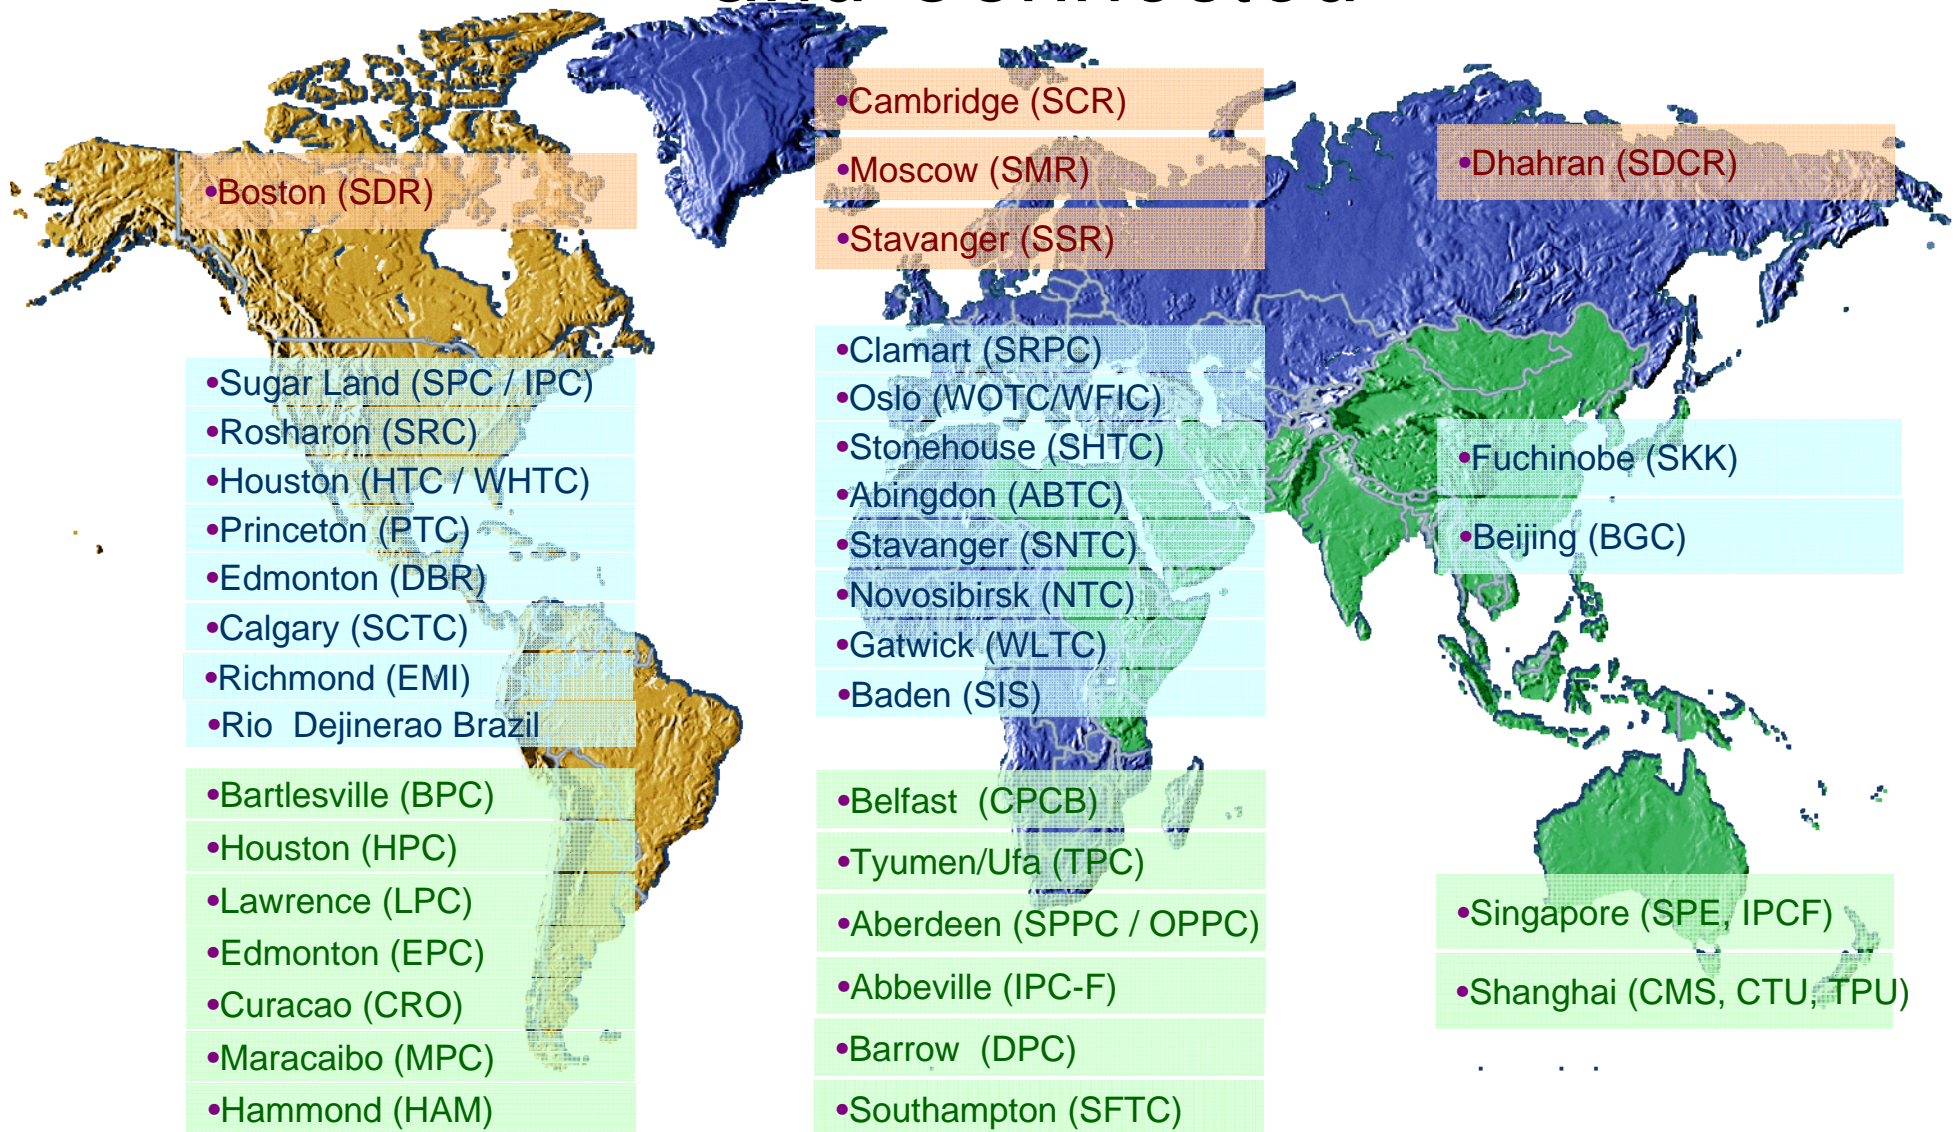 and Connected
•Boston (SDR)
•Sugar Land (SPC / IPC)
•Rosharon (SRC)
•Houston (HTC / WHTC)
•Princeton (PTC)
•Edmonton (DBR)
•Calgary (SCTC)
•Richmond (EMI)
•Rio  Dejinerao Brazil
•Bartlesville (BPC)
•Houston (HPC)
•Lawrence (LPC)
•Edmonton (EPC)
•Curacao (CRO)
•Maracaibo (MPC)
•Hammond (HAM)
•Cambridge (SCR)
•Moscow (SMR)
•Stavanger (SSR)
•Clamart (SRPC)
•Oslo (WOTC/WFIC)
•Stonehouse (SHTC)
•Abingdon (ABTC)
•Stavanger (SNTC)
•Novosibirsk (NTC)
•Gatwick (WLTC)
•Baden (SIS)
•Belfast  (CPCB)
•Tyumen/Ufa (TPC)
•Aberdeen (SPPC / OPPC)
•Abbeville (IPC-F)
•Barrow  (DPC)
•Southampton (SFTC)
•Dhahran (SDCR)
•Fuchinobe (SKK)
•Beijing (BGC)
•Singapore (SPE, IPCF)
•Shanghai (CMS, CTU, TPU)